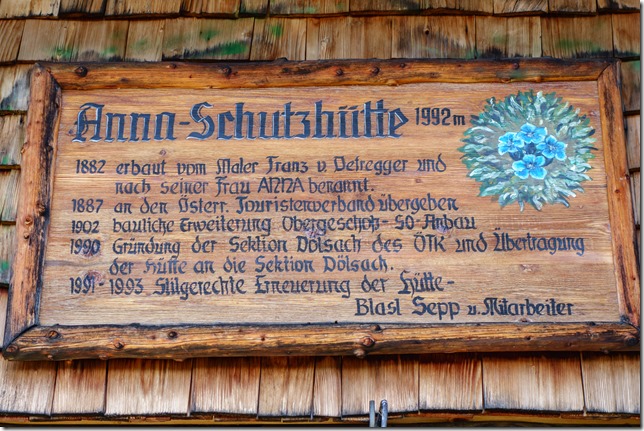 Anna-Schutzhütte 1992 m
1882 erbaut vom Maler Franz v. Defregger und
nach seiner Frau ANNA benannt.
1887 an den Österr. Touristenverband übergeben
1902 bauliche Erweiterung Obergeschoß - SO-Anbau
1990 Gründung der Sektion Dölsach des ÖTK und Übertragung
der Hütte an die Sektion Dölsach.
1991 - 1993 Stilgerechte Erneuerung der Hütte -
Blasl Sepp u. Mitarbeiter